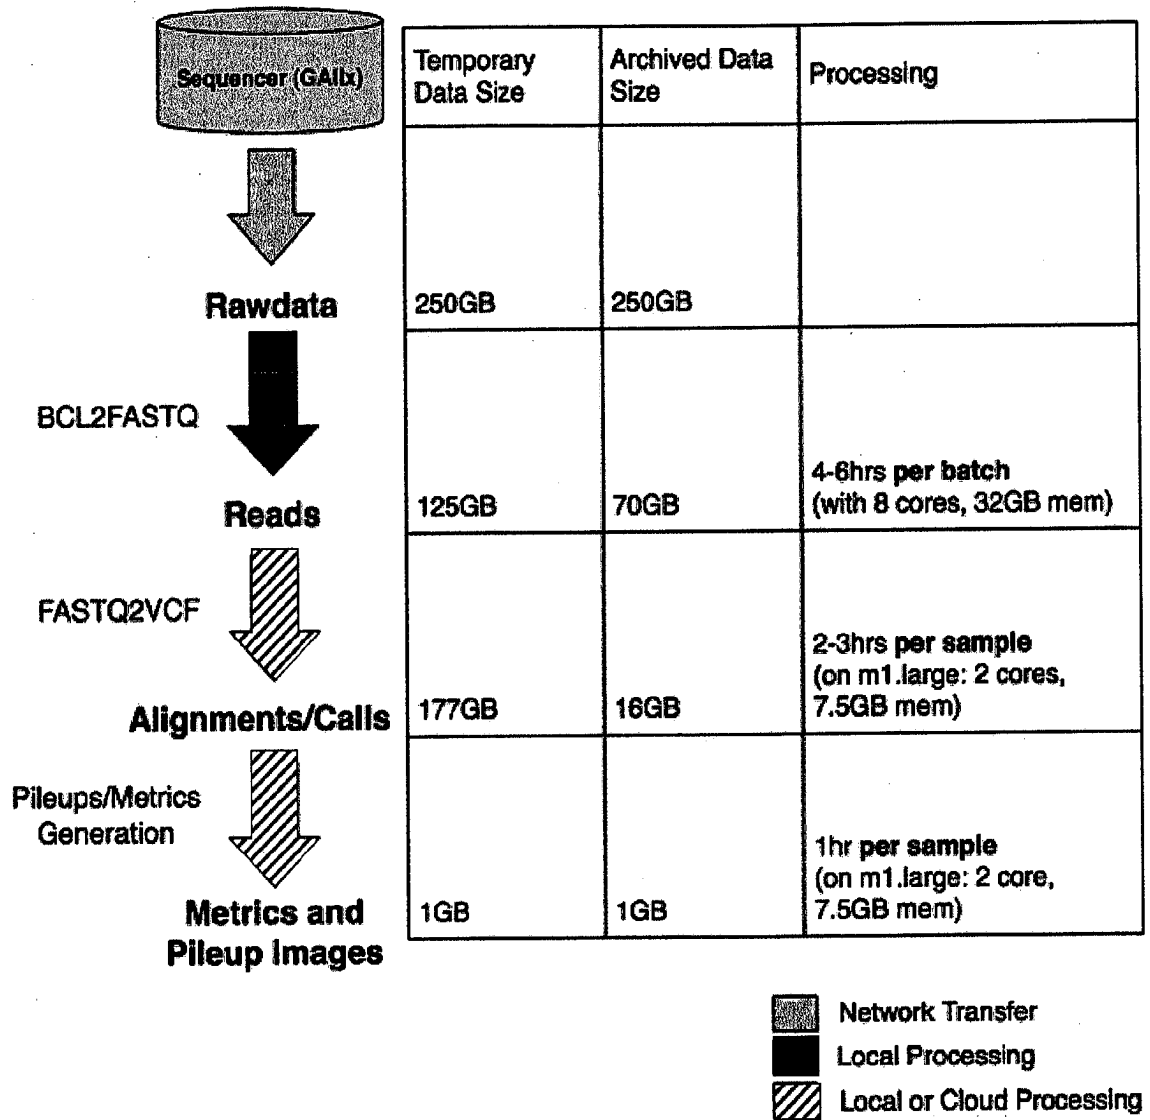 Sequencer (GAIIx)
Temporary
Data Size
Archived Data
Size
Processing
Rawdata
250GB
250GB
BCL2FASTQ
Reads
125GB
70GB
4-6hrs per batch
(with 8 cores, 32GB mem)
FASTQ2VCF
Alignments/Calls
177GB
16GB
2-3hrs per sample
(on m1.large: 2 cores,
7.5GB mem)
Pileups/Metrics
Generation
Metrics and
Pileup Images
1GB
1GB
1hr per sample
(on m1.large: 2 core,
7.5GB mem)
Network Transfer
Local Processing
Local or Cloud Processing